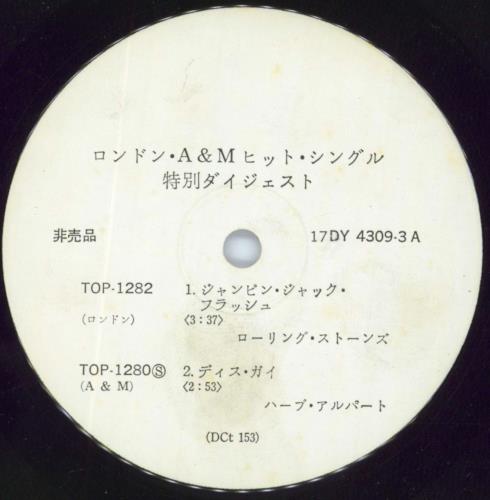 ロンドン・A&Mヒット・シングル
特別ダイジェスト
非売品 17DY 4309-3 A
TOP-1282 1. ジャンピン・ジャック・
フラッシュ
(ロンドン) 〈3:37〉
ローリング・ストーンズ
TOP-1280Ⓢ 2. ディス・ガイ
(A & M) 〈2:53〉
ハーブ・アルパート
(DCt 153)